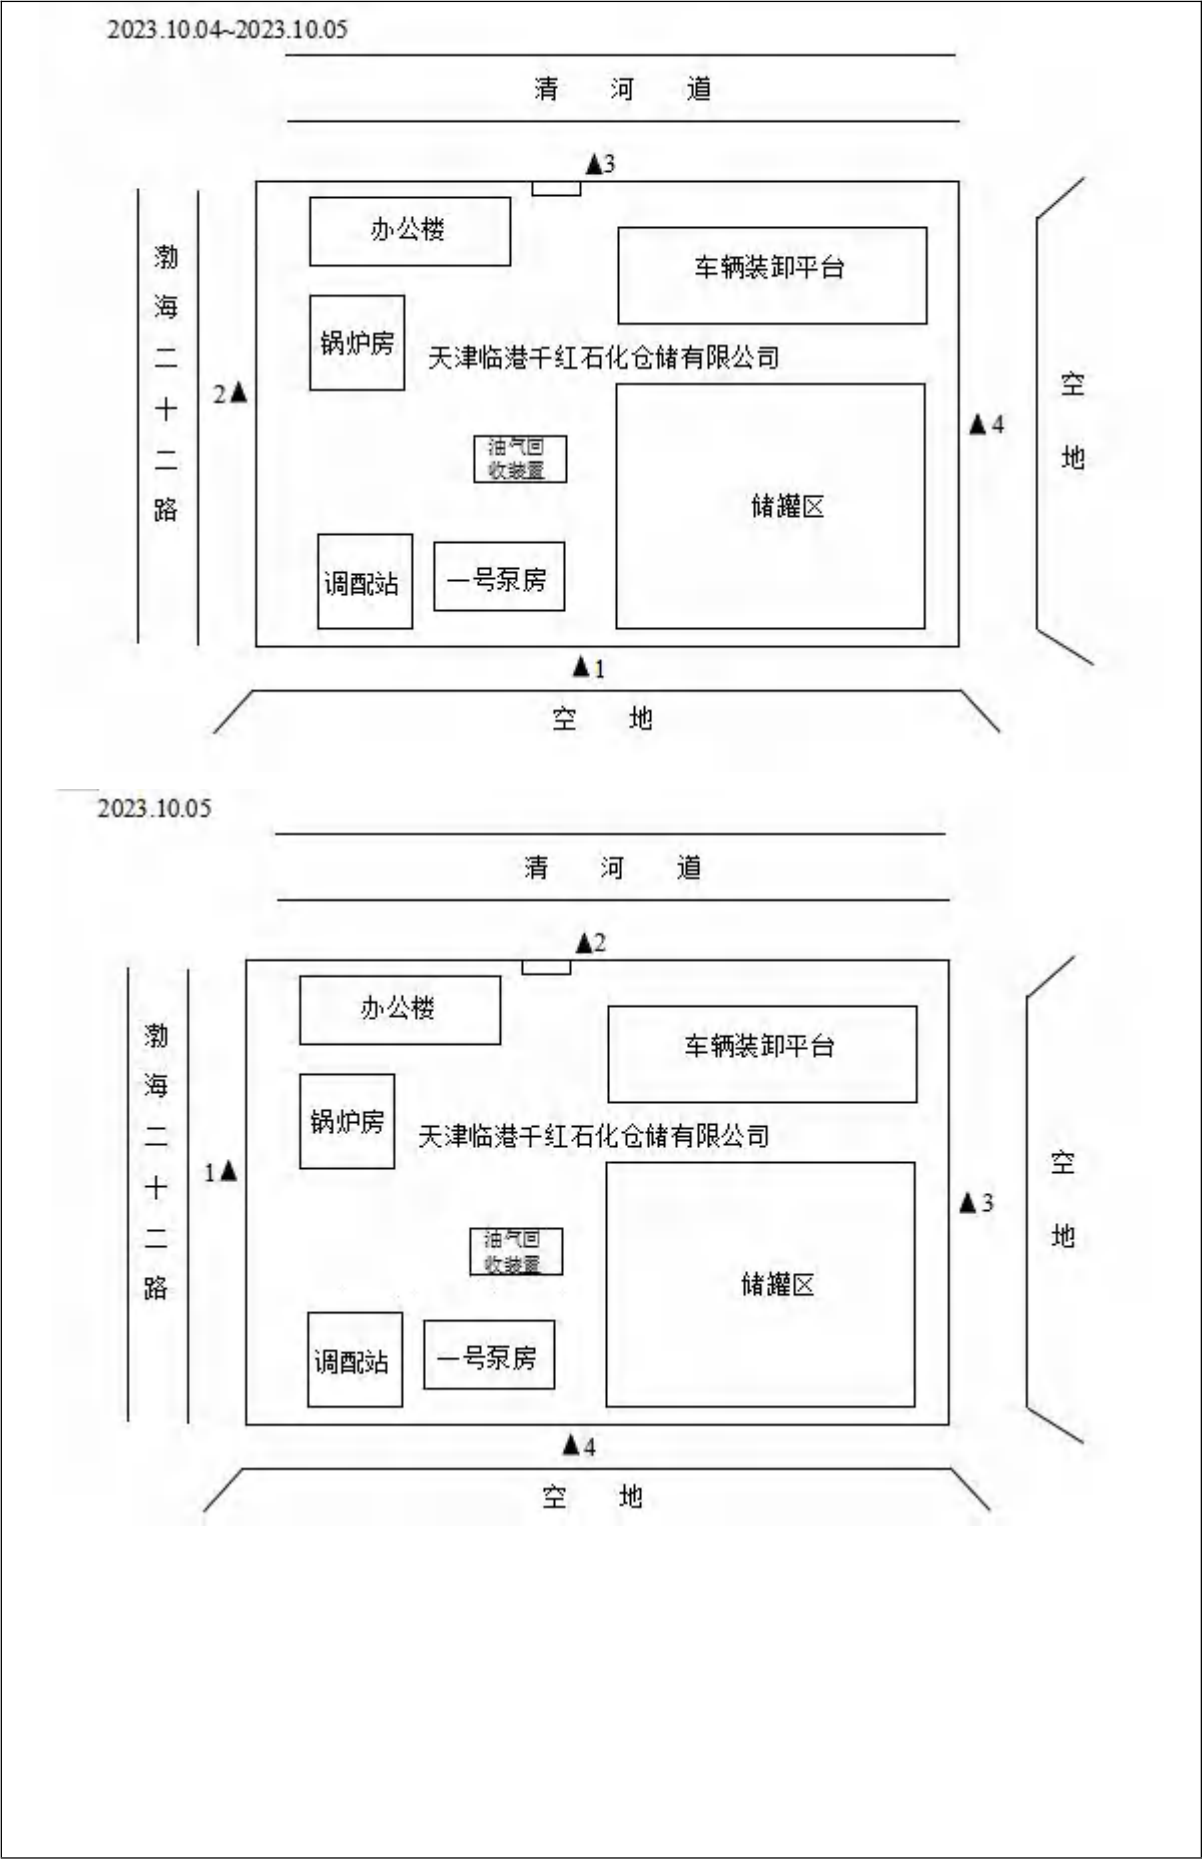 2023.10.04~2023.10.05
清 河 道
▲3
办公楼
车辆装卸平台
渤海二十二路
锅炉房
天津临港千红石化仓储有限公司
2▲
空地
▲4
油气回
收装置
储罐区
调配站
一号泵房
▲1
空 地
2023.10.05
清 河 道
▲2
办公楼
车辆装卸平台
渤海二十二路
锅炉房
天津临港千红石化仓储有限公司
1▲
空地
▲3
油气回
收装置
储罐区
调配站
一号泵房
▲4
空 地